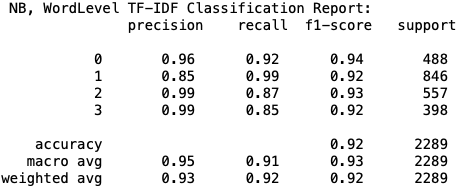 NB, WordLevel TF-IDF Classification Report:
precision recall f1-score support
0 0.96 0.92 0.94 488
1 0.85 0.99 0.92 846
2 0.99 0.87 0.93 557
3 0.99 0.85 0.92 398
accuracy 0.92 2289
macro avg 0.95 0.91 0.93 2289
weighted avg 0.93 0.92 0.92 2289